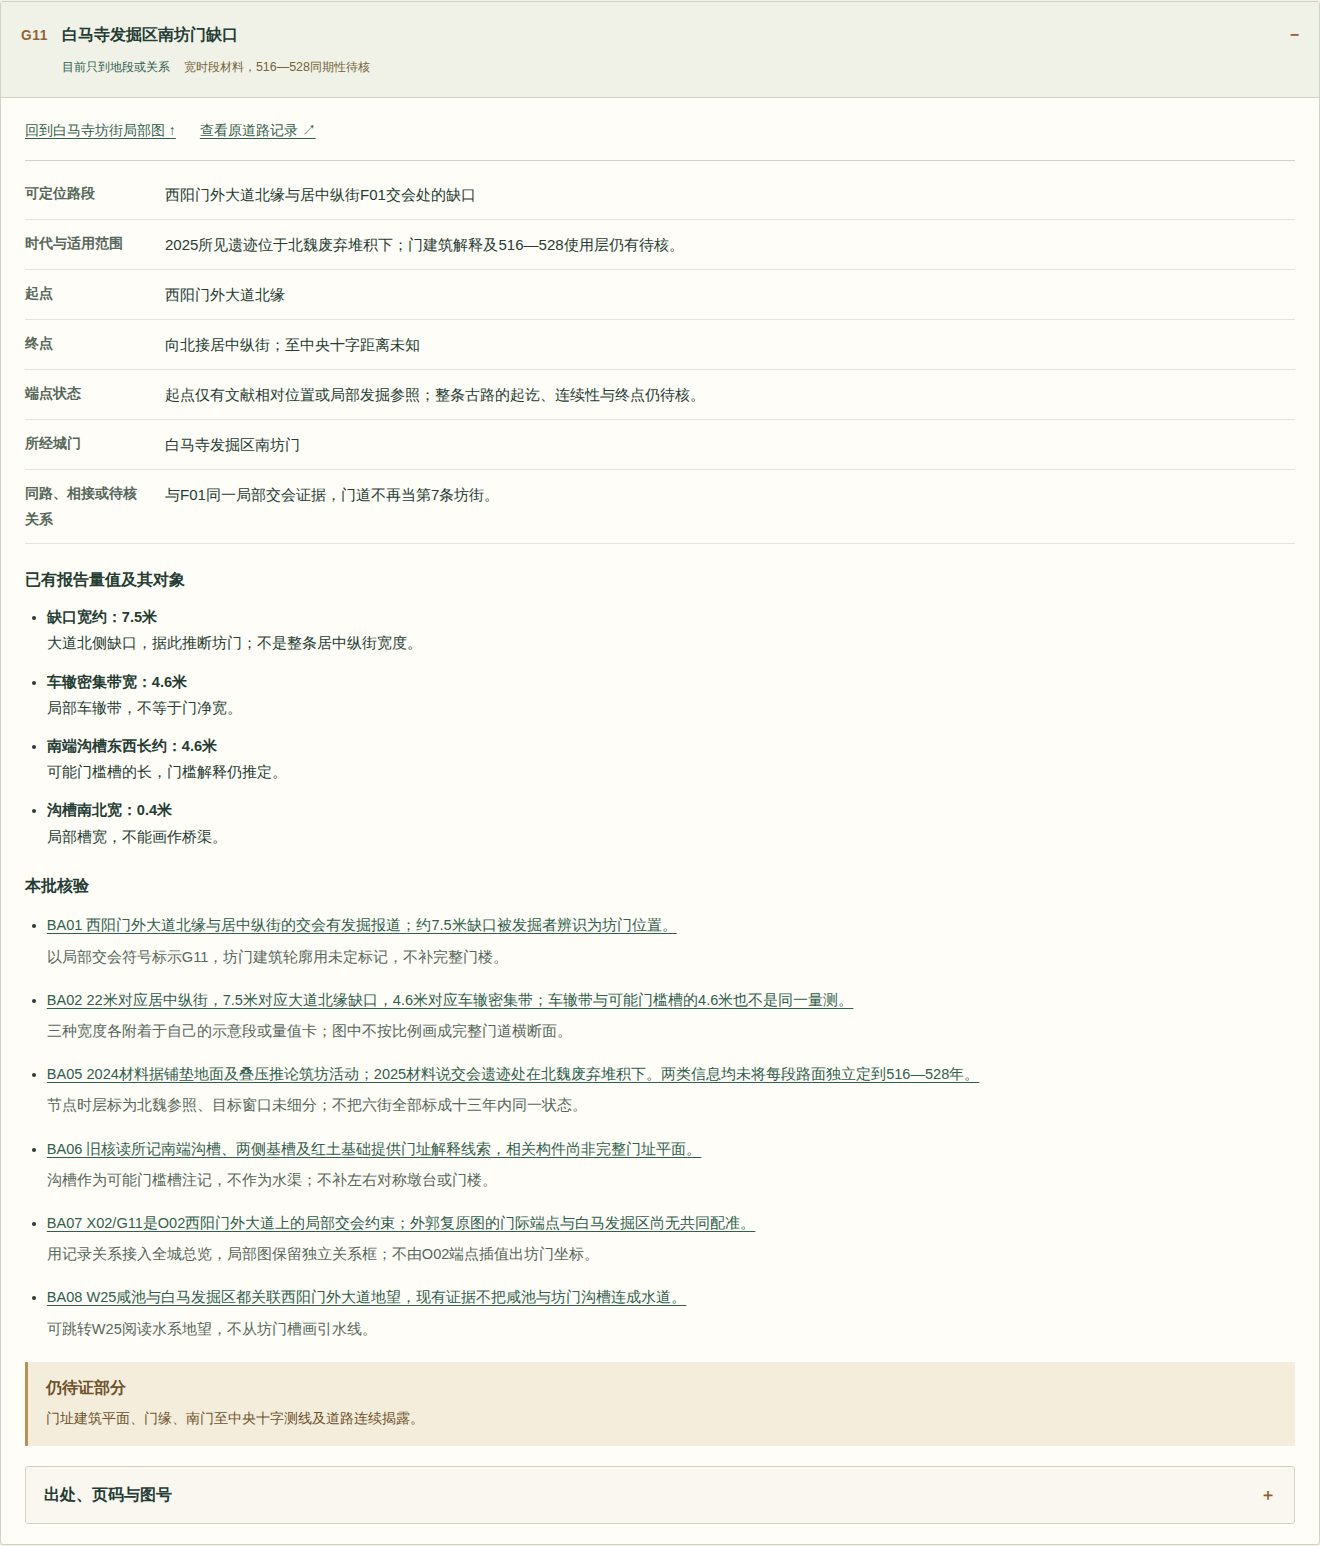 G11 白马寺发掘区南坊门缺口 −
目前只到地段或关系 宽时段材料，516—528同期性待核
回到白马寺坊街局部图 ↑ 查看原道路记录 ↗
可定位路段 西阳门外大道北缘与居中纵街F01交会处的缺口
时代与适用范围 2025所见遗迹位于北魏废弃堆积下；门建筑解释及516—528使用层仍有待核。
起点 西阳门外大道北缘
终点 向北接居中纵街；至中央十字距离未知
端点状态 起点仅有文献相对位置或局部发掘参照；整条古路的起讫、连续性与终点仍待核。
所经城门 白马寺发掘区南坊门
同路、相接或待核 与F01同一局部交会证据，门道不再当第7条坊街。
关系
已有报告量值及其对象
• 缺口宽约：7.5米
大道北侧缺口，据此推断坊门；不是整条居中纵街宽度。
• 车辙密集带宽：4.6米
局部车辙带，不等于门净宽。
• 南端沟槽东西长约：4.6米
可能门槛槽的长，门槛解释仍推定。
• 沟槽南北宽：0.4米
局部槽宽，不能画作桥渠。
本批核验
• BA01 西阳门外大道北缘与居中纵街的交会有发掘报道；约7.5米缺口被发掘者辨识为坊门位置。
以局部交会符号标示G11，坊门建筑轮廓用未定标记，不补完整门楼。
• BA02 22米对应居中纵街，7.5米对应大道北缘缺口，4.6米对应车辙密集带；车辙带与可能门槛槽的4.6米也不是同一量测。
三种宽度各附着于自己的示意段或量值卡；图中不按比例画成完整门道横断面。
• BA05 2024材料据铺垫地面及叠压推论筑坊活动；2025材料说交会遗迹处在北魏废弃堆积下。两类信息均未将每段路面独立定到516—528年。
节点时层标为北魏参照、目标窗口未细分；不把六街全部标成十三年内同一状态。
• BA06 旧核读所记南端沟槽、两侧基槽及红土基础提供门址解释线索，相关构件尚非完整门址平面。
沟槽作为可能门槛槽注记，不作为水渠；不补左右对称墩台或门楼。
• BA07 X02/G11是O02西阳门外大道上的局部交会约束；外郭复原图的门际端点与白马发掘区尚无共同配准。
用记录关系接入全城总览，局部图保留独立关系框；不由O02端点插值出坊门坐标。
• BA08 W25咸池与白马发掘区都关联西阳门外大道地望，现有证据不把咸池与坊门沟槽连成水道。
可跳转W25阅读水系地望，不从坊门槽画引水线。
仍待证部分
门址建筑平面、门缘、南门至中央十字测线及道路连续揭露。
出处、页码与图号 +